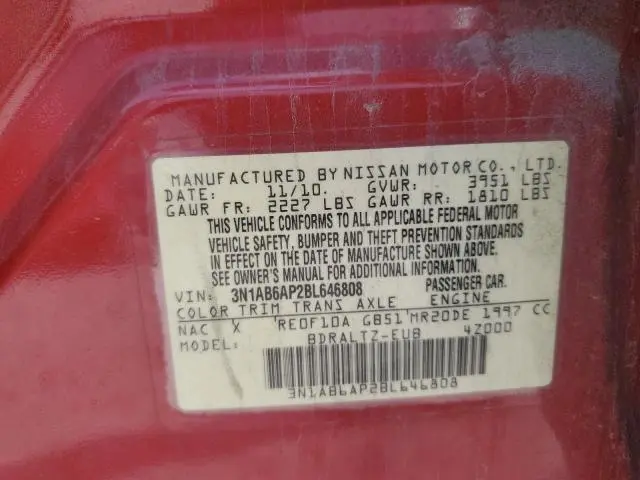 MANUFACTURED BY NISSAN MOTOR CO., LTD.
DATE: 11/10. GVWR: 3951 LBS
GAWR FR: 2227 LBS GAWR RR: 1810 LBS
THIS VEHICLE CONFORMS TO ALL APPLICABLE FEDERAL MOTOR
VEHICLE SAFETY, BUMPER AND THEFT PREVENTION STANDARDS
IN EFFECT ON THE DATE OF MANUFACTURE SHOWN ABOVE.
SEE OWNER'S MANUAL FOR ADDITIONAL INFORMATION.
VIN: 3N1AB6AP2BL646808 PASSENGER CAR.
COLOR TRIM TRANS AXLE ENGINE
NAC X RE0F10A GB51 MR20DE 1997 CC
BDRALTZ-EUB 4Z000
3N1AB6AP2BL646808